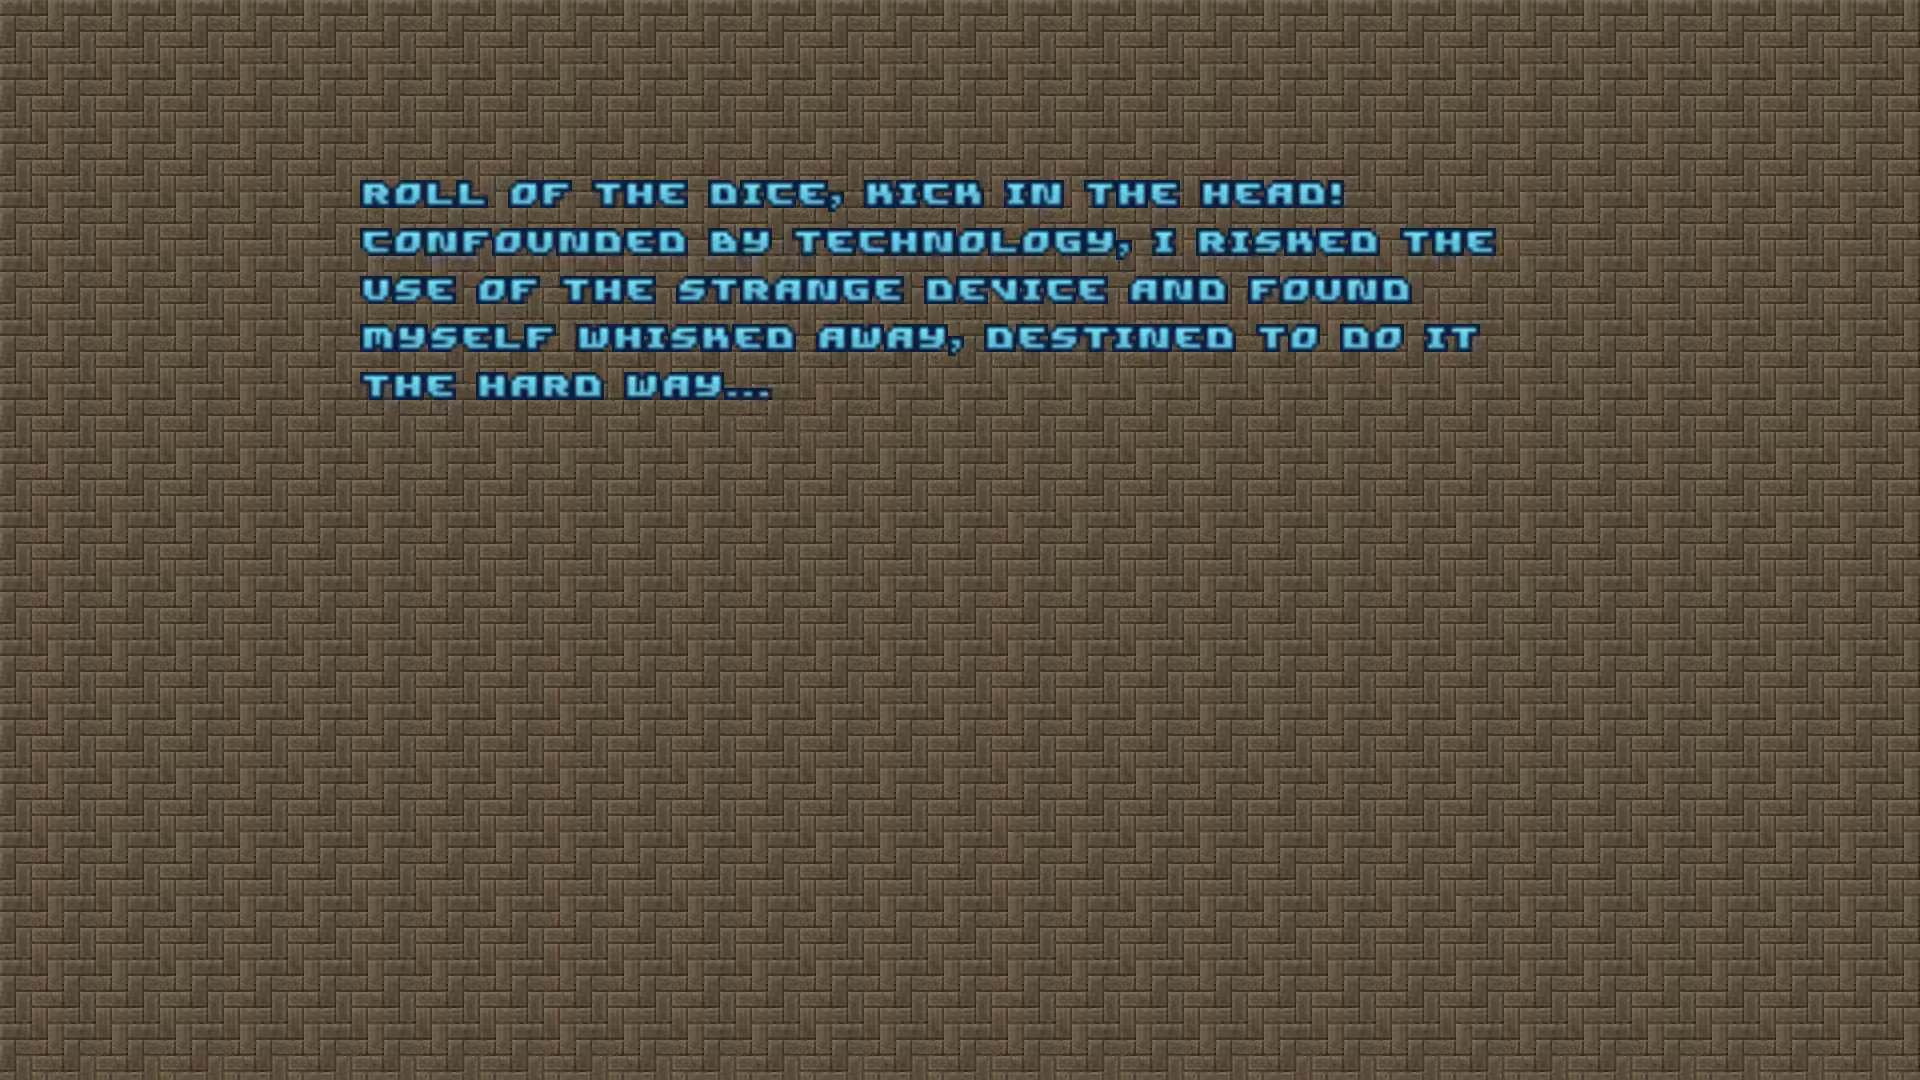 ROLL OF THE DICE, KICK IN THE HEAD!
CONFOUNDED BY TECHNOLOGY, I RISKED THE
USE OF THE STRANGE DEVICE AND FOUND
MYSELF WHISKED AWAY, DESTINED TO DO IT
THE HARD WAY...